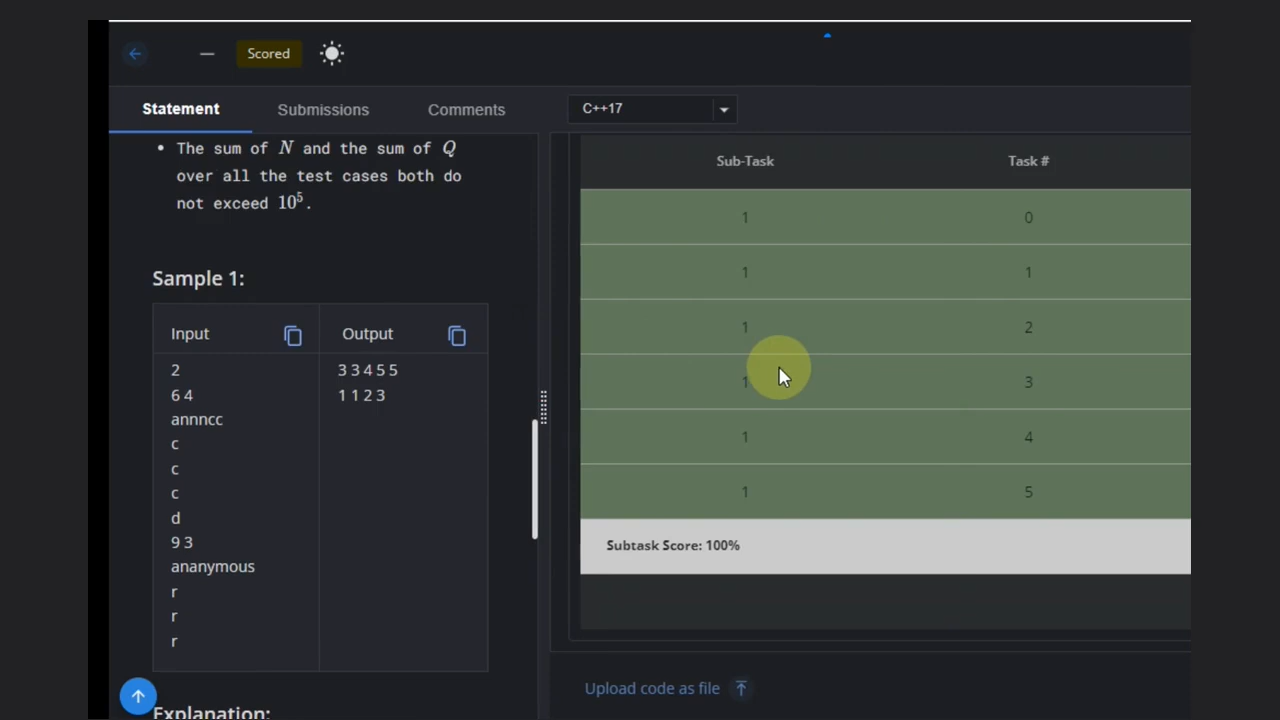 Scored
Statement Submissions Comments
C++17
• The sum of N and the sum of Q
over all the test cases both do
not exceed 10⁵.
Sample 1:
Input Output
2
6 4
annncc
c
c
c
d
9 3
ananymous
r
r
r
3 3 4 5 5
1 1 2 3
Explanation:
Sub-Task Task #
1 0
1 1
1 2
1 3
1 4
1 5
Subtask Score: 100%
Upload code as file